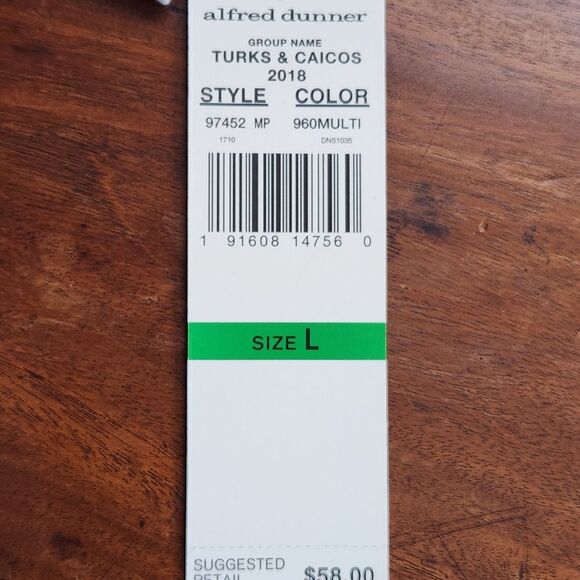 alfred dunner
GROUP NAME
TURKS & CAICOS
2018
STYLE COLOR
97452 MP 960MULTI
1710 DNS1035
1 91608 14756 0
SIZE L
SUGGESTED
RETAIL $58.00